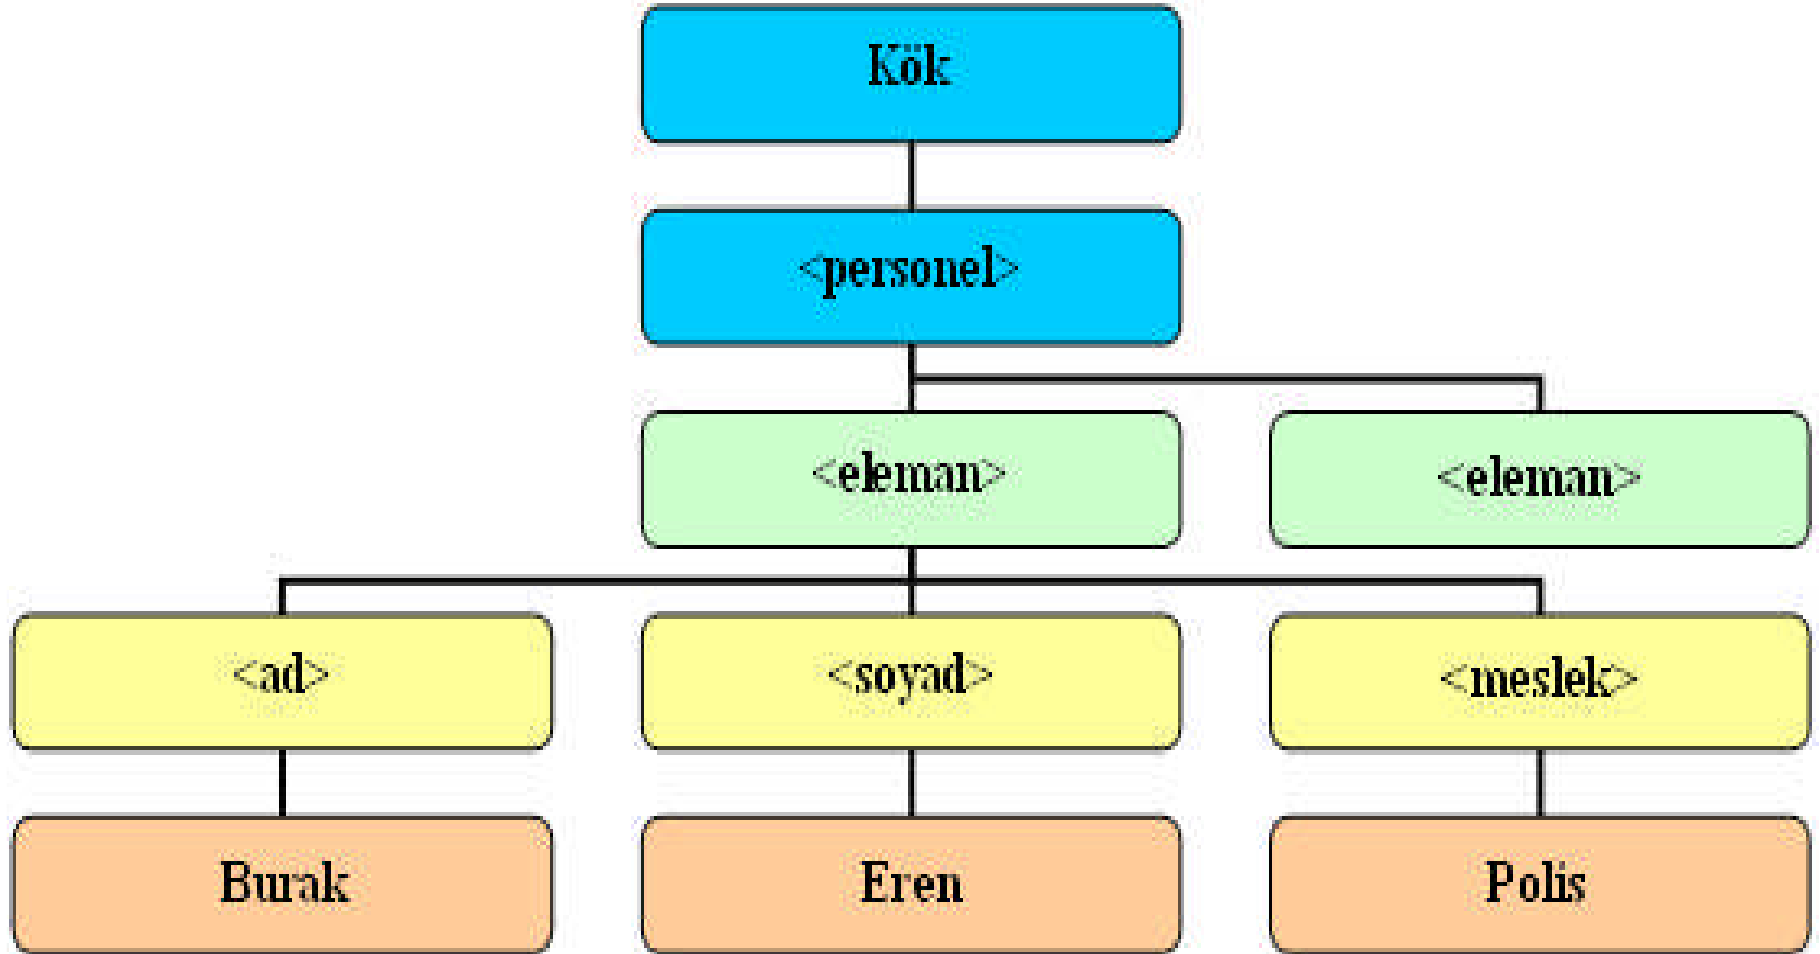 Kök
<personel>
<eleman>
<eleman>
<ad>
<soyad>
<meslek>
Burak
Eren
Polis